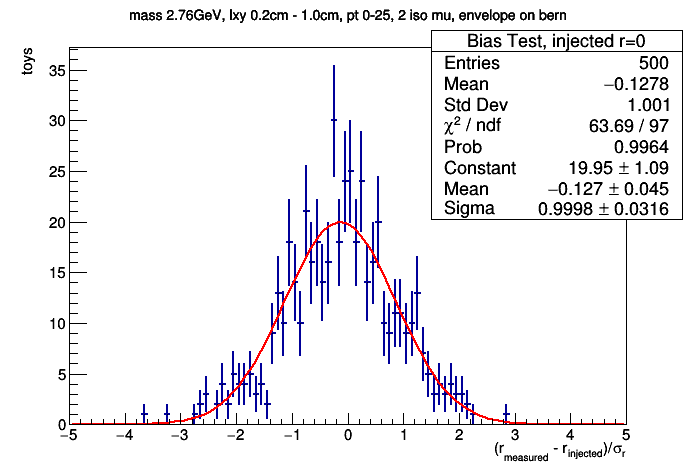 mass 2.76GeV, lxy 0.2cm - 1.0cm, pt 0-25, 2 iso mu, envelope on bern
Bias Test, injected r=0
Entries 500
Mean −0.1278
Std Dev 1.001
χ² / ndf 63.69 / 97
Prob 0.9964
Constant 19.95 ± 1.09
Mean −0.127 ± 0.045
Sigma 0.9998 ± 0.0316
toys
35
30
25
20
15
10
5
0
−5 −4 −3 −2 −1 0 1 2 3 4 5
(r_measured - r_injected)/σ_r